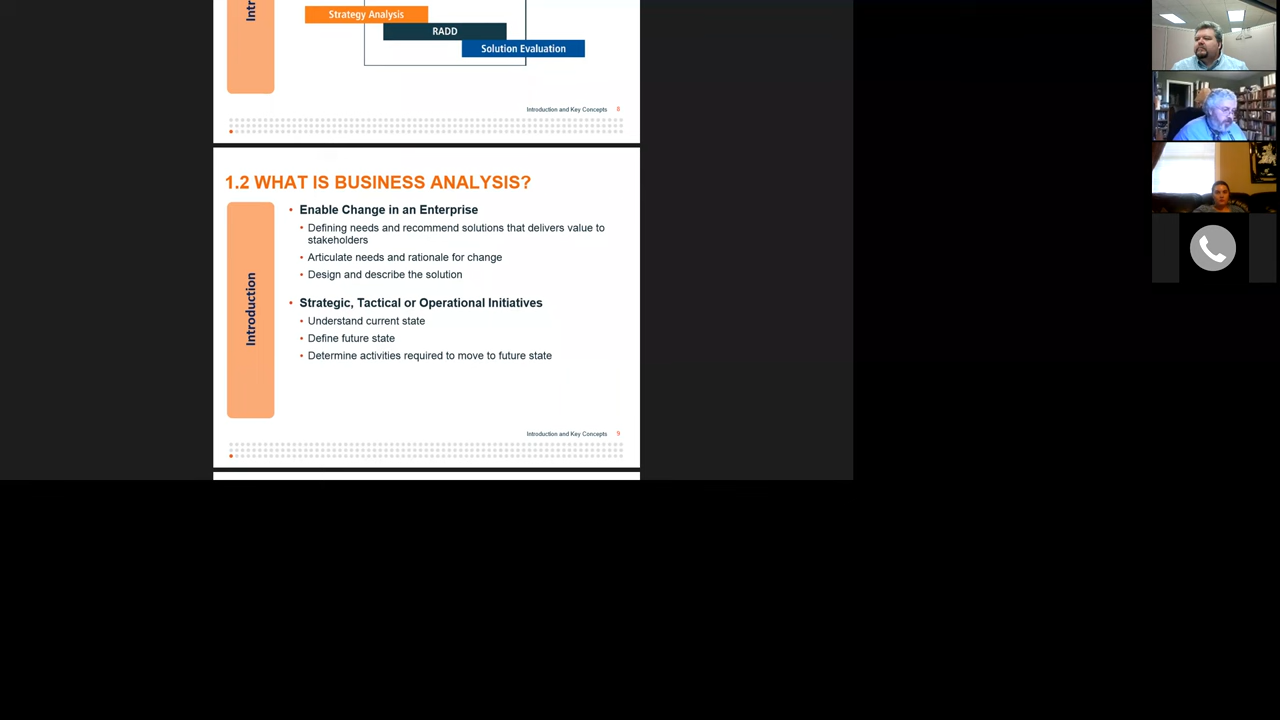 Intr
Strategy Analysis
RADD
Solution Evaluation
Introduction and Key Concepts 8
1.2 WHAT IS BUSINESS ANALYSIS?
Introduction
• Enable Change in an Enterprise
• Defining needs and recommend solutions that delivers value to
stakeholders
• Articulate needs and rationale for change
• Design and describe the solution
• Strategic, Tactical or Operational Initiatives
• Understand current state
• Define future state
• Determine activities required to move to future state
Introduction and Key Concepts 9